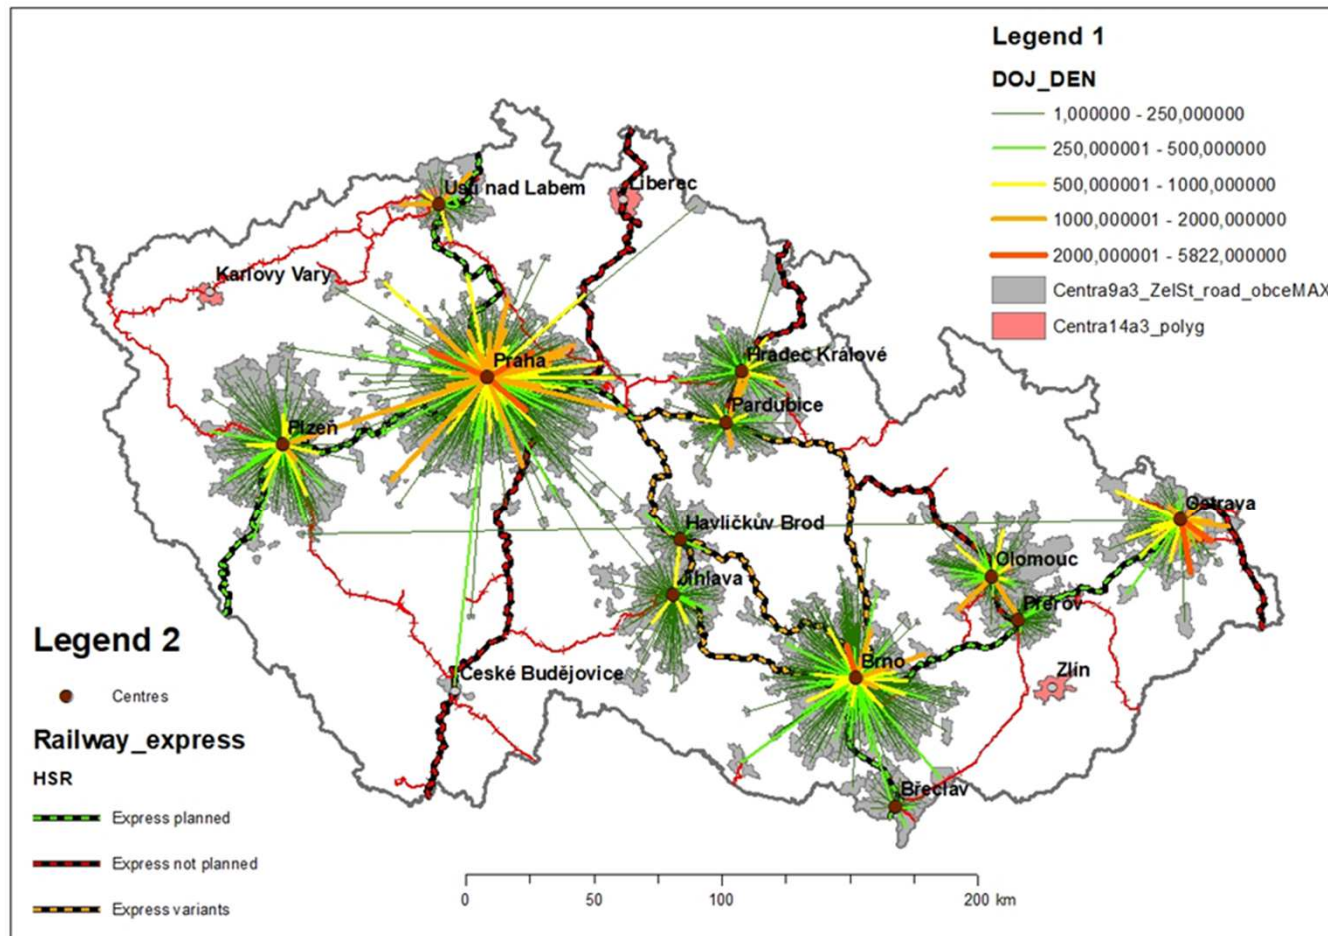 Legend 1
DOJ_DEN
1,000000 - 250,000000
250,000001 - 500,000000
500,000001 - 1000,000000
1000,000001 - 2000,000000
2000,000001 - 5822,000000
Centra9a3_ZelSt_road_obceMAX
Centra14a3_polyg
Ústí nad Labem
Liberec
Karlovy Vary
Praha
Hradec Králové
Pardubice
Plzeň
Ostrava
Havlíčkův Brod
Olomouc
Jihlava
Přerov
Brno
Zlín
České Budějovice
Břeclav
Legend 2
Centres
Railway_express
HSR
Express planned
Express not planned
Express variants
0 50 100 200 km